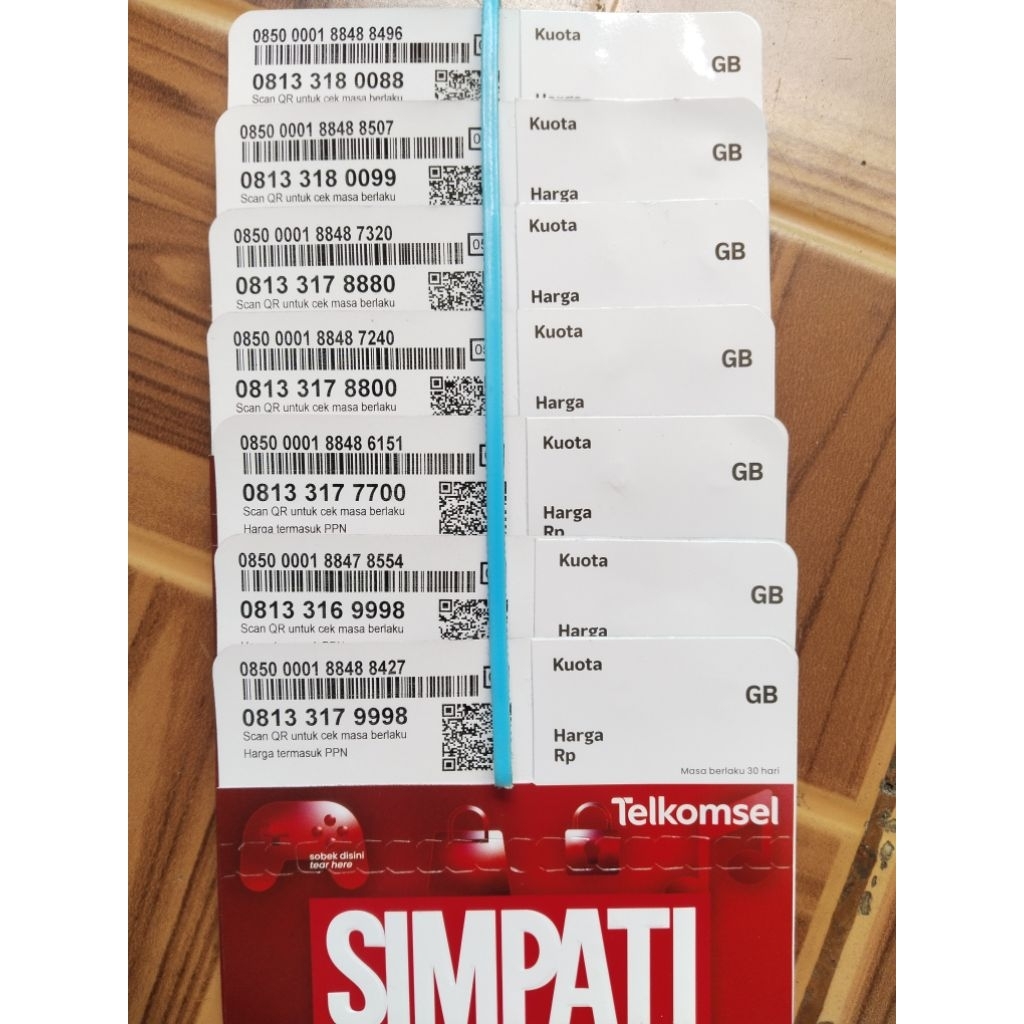 0850 0001 8848 8496
0813 318 0088
Scan QR untuk cek masa berlaku
Kuota
GB
Harga
0850 0001 8848 8507
0813 318 0099
Scan QR untuk cek masa berlaku
Kuota
GB
Harga
0850 0001 8848 7320
0813 317 8880
Scan QR untuk cek masa berlaku
Kuota
GB
Harga
0850 0001 8848 7240
0813 317 8800
Scan QR untuk cek masa berlaku
Kuota
GB
Harga
0850 0001 8848 6151
0813 317 7700
Scan QR untuk cek masa berlaku
Harga termasuk PPN
Kuota
GB
Harga
Rp
0850 0001 8847 8554
0813 316 9998
Scan QR untuk cek masa berlaku
Kuota
GB
Harga
0850 0001 8848 8427
0813 317 9998
Scan QR untuk cek masa berlaku
Harga termasuk PPN
Kuota
GB
Harga
Rp
Masa berlaku 30 hari
Telkomsel
sobek disini
tear here
SIMPATI